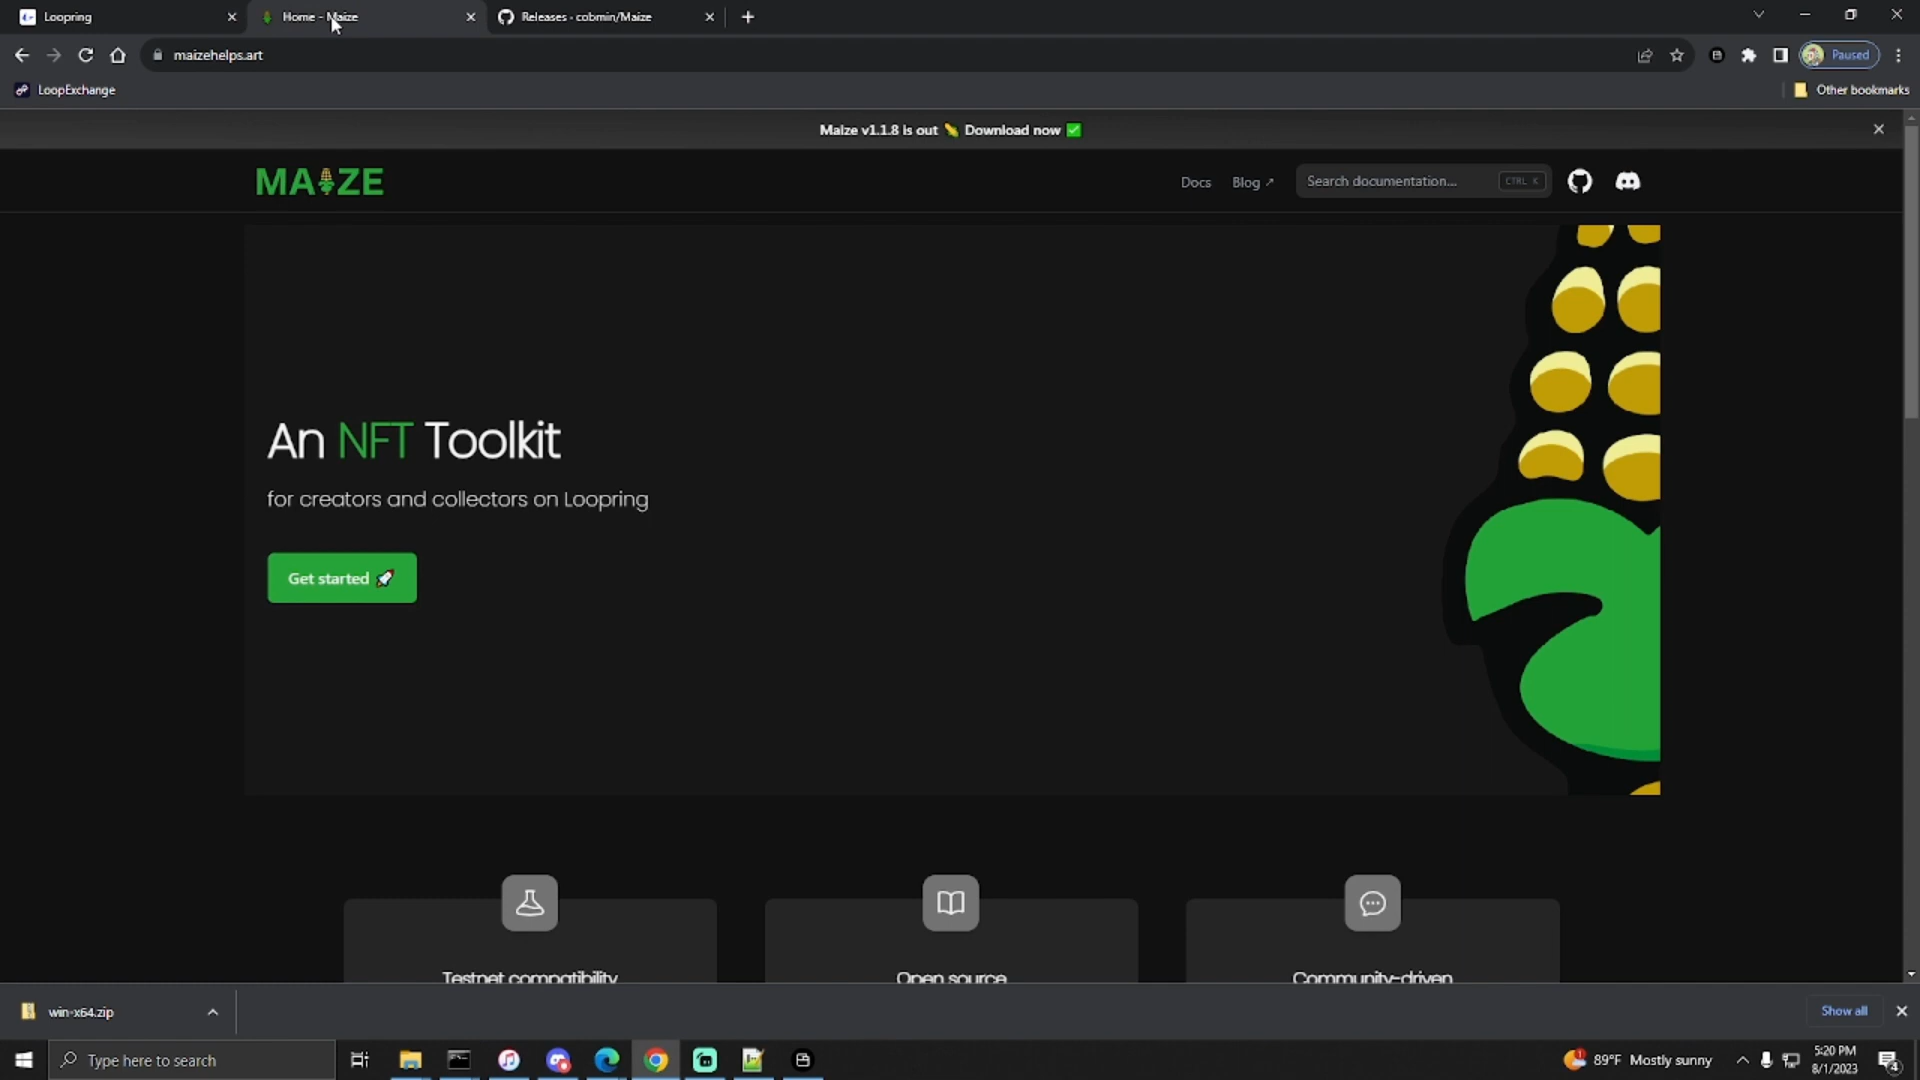 Loopring
Home - Maize
Releases · cobmin/Maize
maizehelps.art
Paused
LoopExchange
Other bookmarks
Maize v1.1.8 is out 🌽 Download now ✅
MAIZE
Docs
Blog ↗
Search documentation...
CTRL K
An NFT Toolkit
for creators and collectors on Loopring
Get started 🚀
Testnet compatibility
Open source
Community-driven
win-x64.zip
Show all
Type here to search
89°F Mostly sunny
5:20 PM
8/1/2023
4